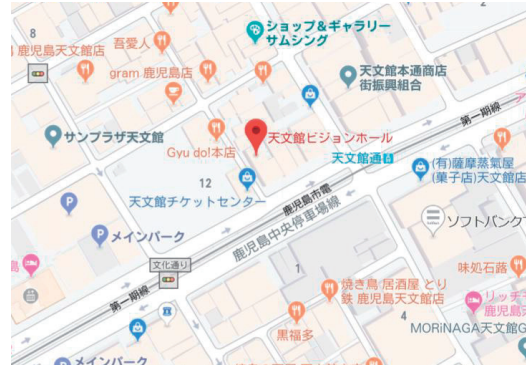 8
鹿児島天文館店
吾愛人
gram 鹿児島店
ショップ&ギャラリー
サムシング
2
天文館本通商店
街振興組合
サンプラザ天文館
Gyu do!本店
天文館ビジョンホール
天文館通
第一期線
12
天文館チケットセンター
鹿児島市電
(有)薩摩蒸氣屋
(菓子店)天文館店
メインパーク
鹿児島中央停車場線
ソフトバンク
文化通り
1
味処石蕗
島
第一期線
焼き鳥 居酒屋 とり
鉄 鹿児島天文館店
リッチ
鹿児島
黒福多
4
MORiNAGA天文館G
メインパーク